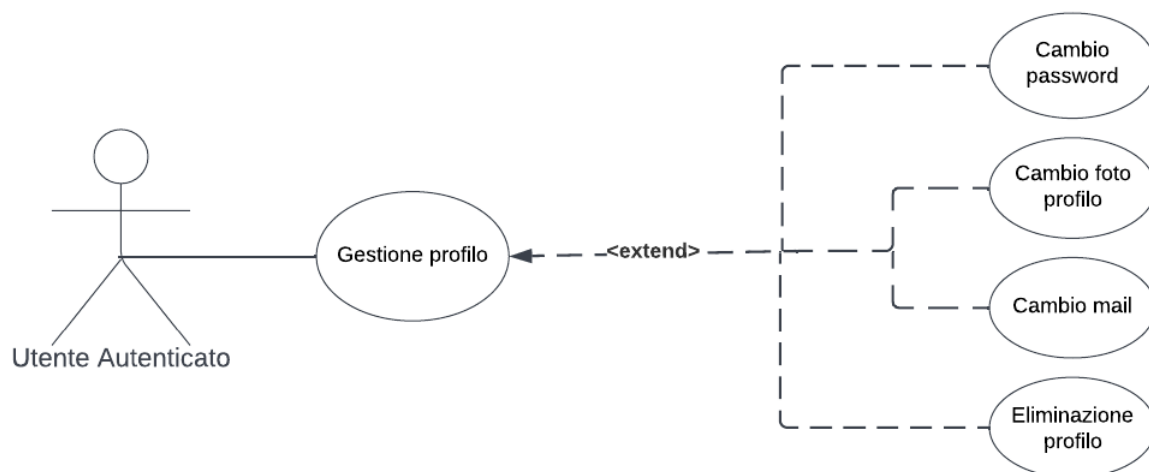 Cambio
password
Cambio foto
profilo
Gestione profilo
<extend>
Cambio mail
Utente Autenticato
Eliminazione
profilo